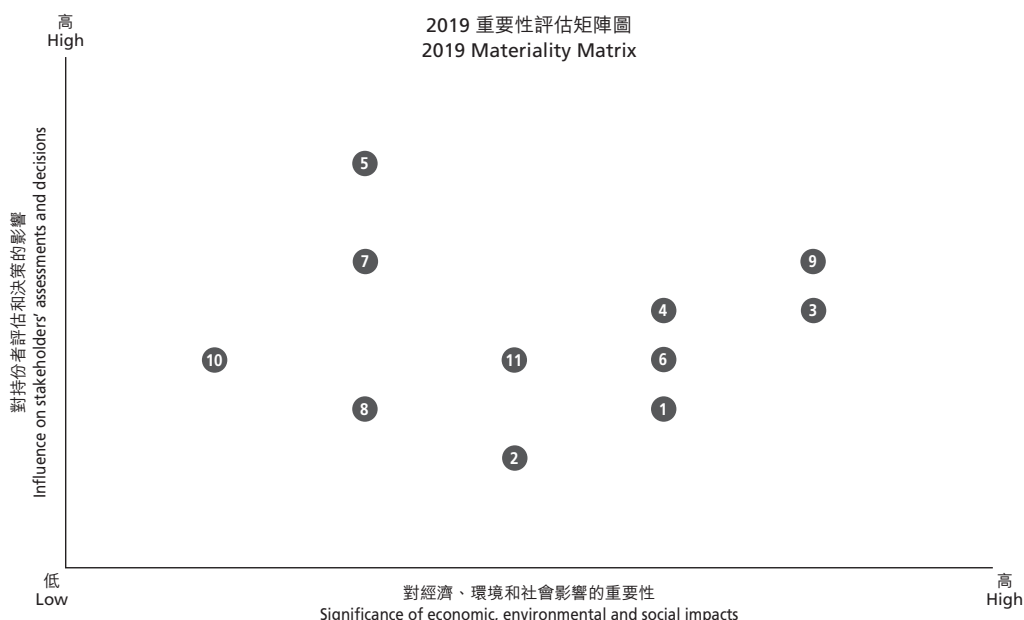 高
High
2019 重要性評估矩陣圖
2019 Materiality Matrix
對持份者評估和決策的影響
Influence on stakeholders' assessments and decisions
5
7
9
4
3
10
11
6
8
1
2
低
Low
對經濟、環境和社會影響的重要性
Significance of economic, environmental and social impacts
高
High